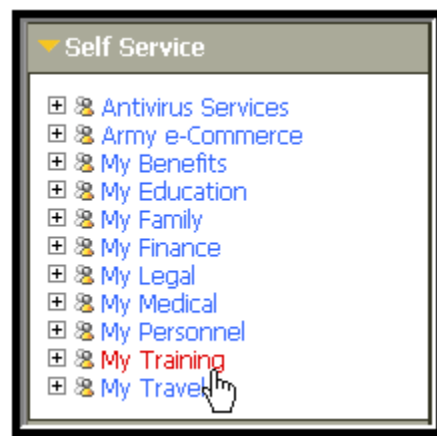 Self Service
Antivirus Services
Army e-Commerce
My Benefits
My Education
My Family
My Finance
My Legal
My Medical
My Personnel
My Training
My Travel